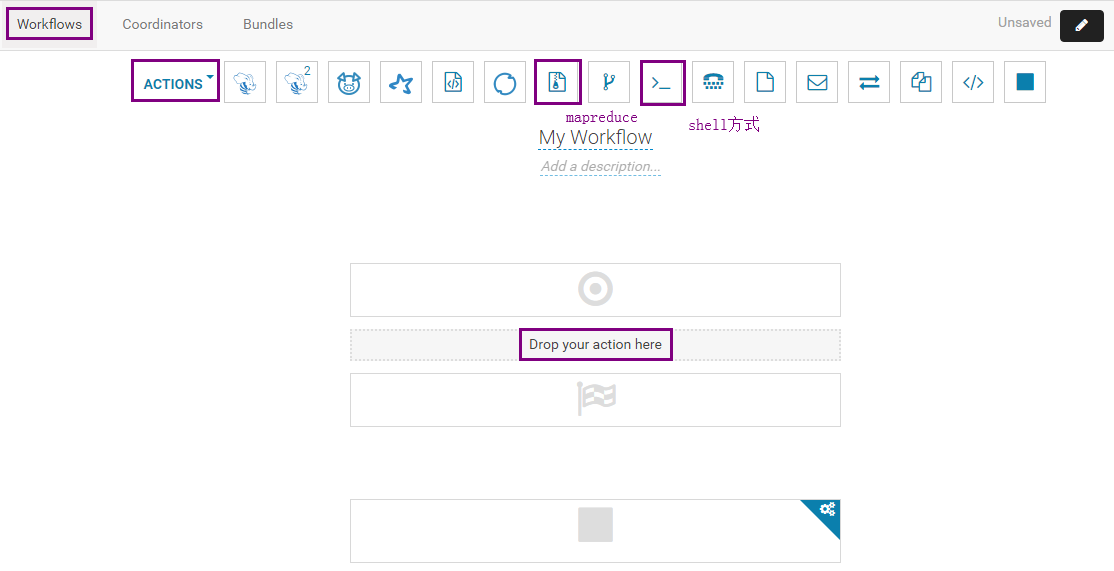 Workflows Coordinators Bundles Unsaved
ACTIONS 2
mapreduce
shell方式
My Workflow
Add a description...
Drop your action here